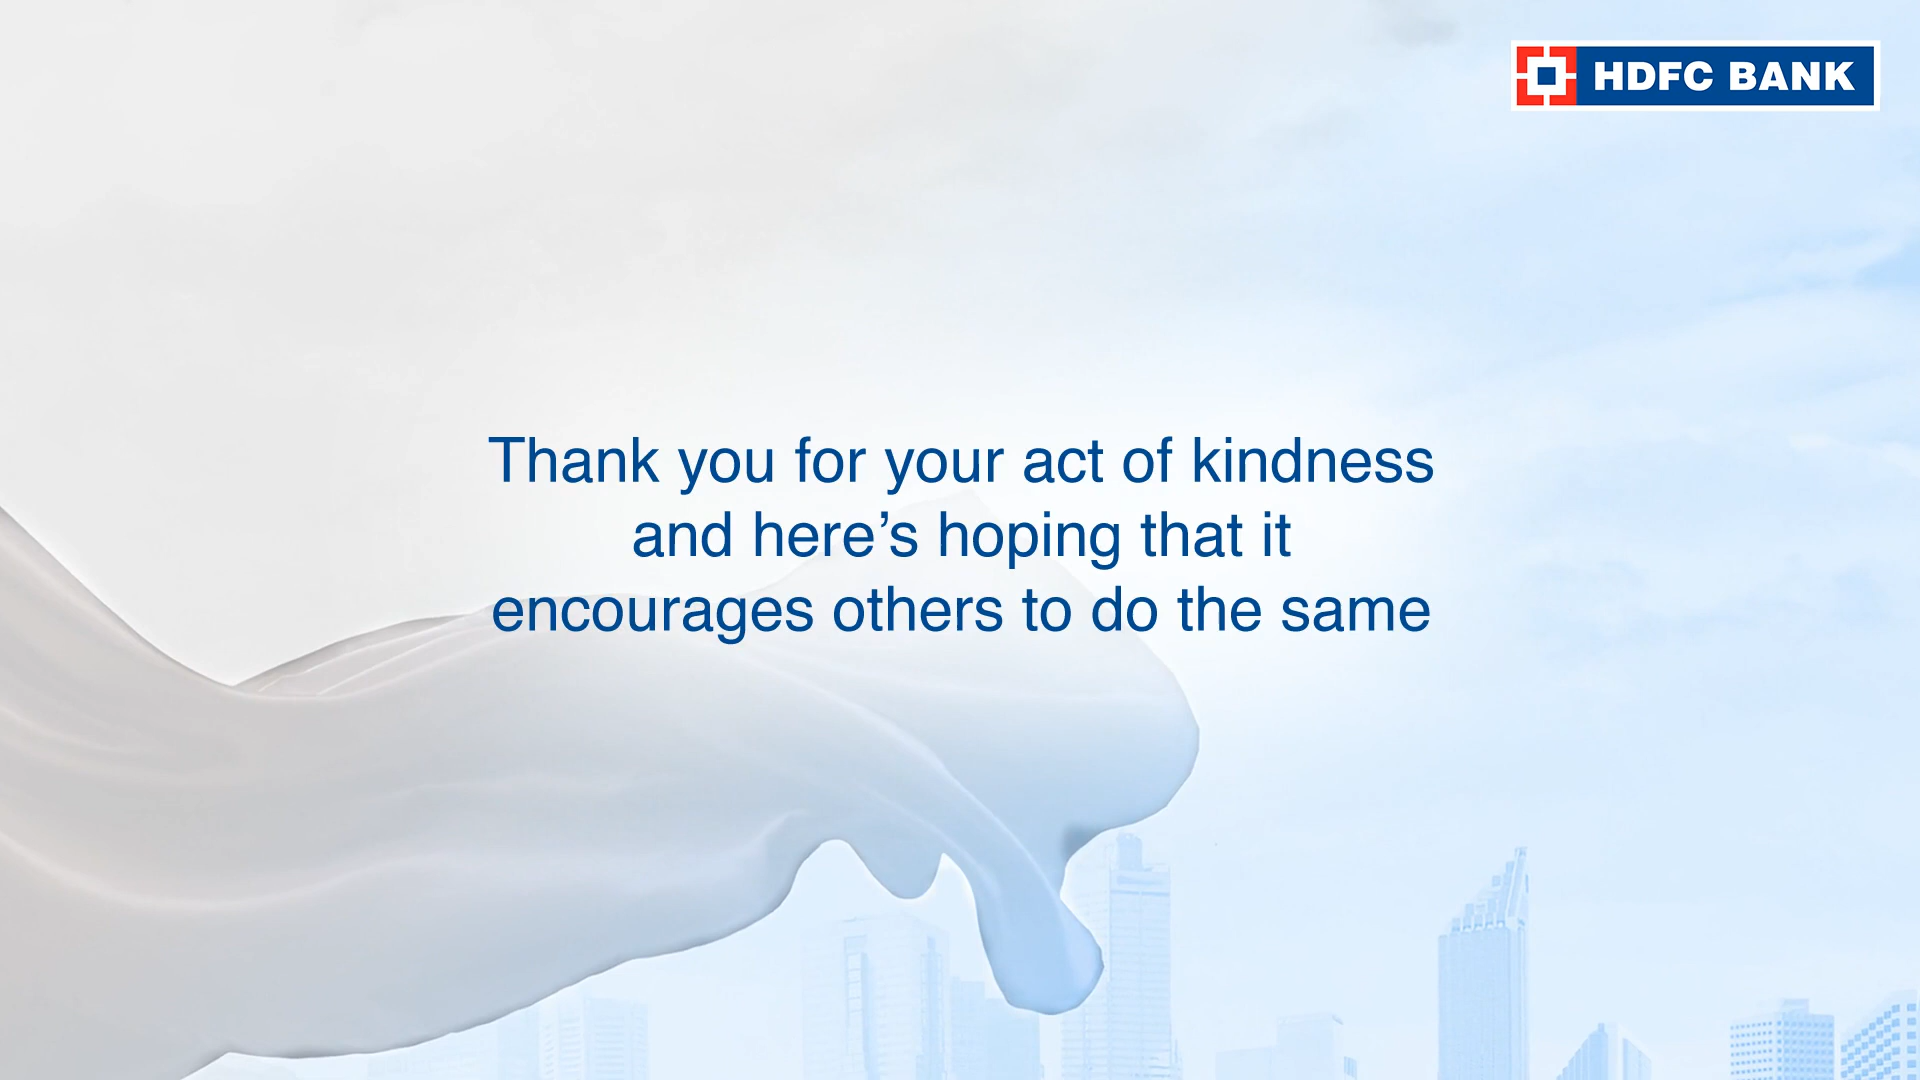 HDFC BANK
Thank you for your act of kindness
and here’s hoping that it
encourages others to do the same